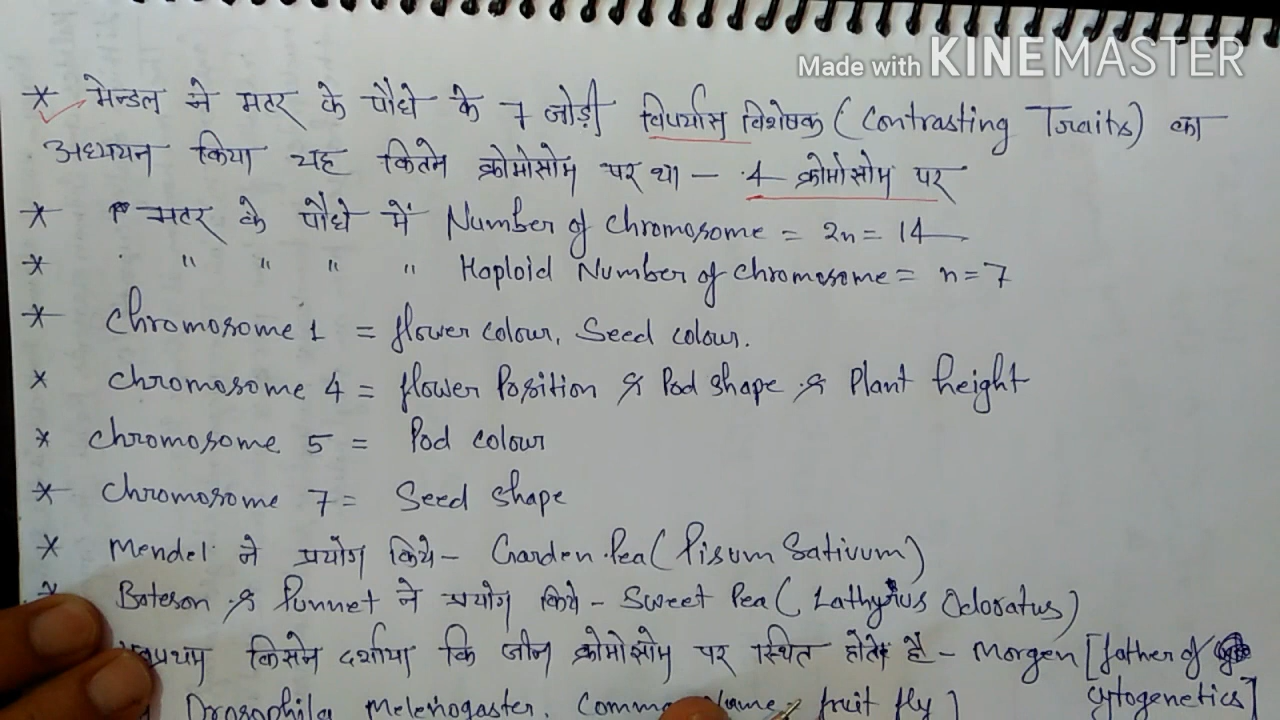 Made with KINEMASTER
* मेन्डल ने मटर के पौधे के 7 जोड़ी विपर्यास विशेषक (Contrasting Traits) का
अध्ययन किया यह कितने क्रोमोसोम पर था - 4 क्रोमोसोम पर
* मटर के पौधे में Number of Chromosome = 2n = 14
* " " " " Haploid Number of Chromosome = n = 7
* Chromosome 1 = flower colour, Seed colour.
* Chromosome 4 = flower Position & Pod shape & Plant height
* Chromosome 5 = Pod colour
* Chromosome 7 = Seed shape
* Mendel ने प्रयोग किये - Garden Pea (Pisum Sativum)
* Bateson & Punnet ने प्रयोग किये - Sweet Pea (Lathyrus Odoratus)
किसने दर्शाया कि जीन क्रोमोसोम पर स्थित होते है - Morgen [father of
Cytogenetics]
Drosophila Melenogaster. fruit fly]